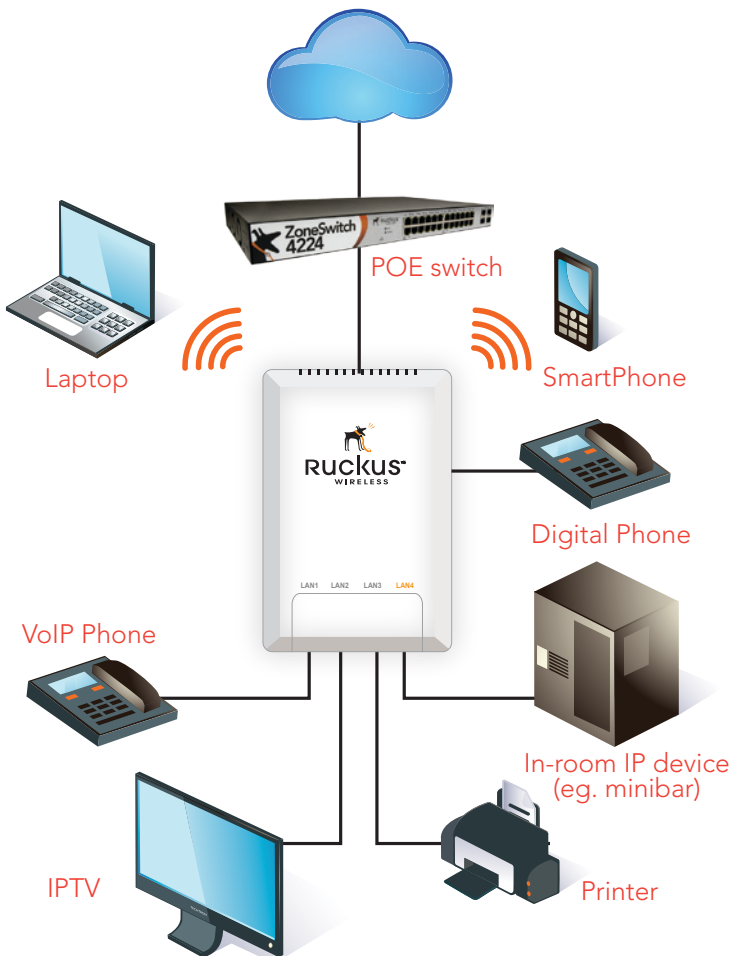 ZoneSwitch
4224
RUCKUS
POE switch
Laptop
SmartPhone
Ruckus™
WIRELESS
Digital Phone
LAN1 LAN2 LAN3 LAN4
VoIP Phone
In-room IP device
(eg. minibar)
IPTV
Printer